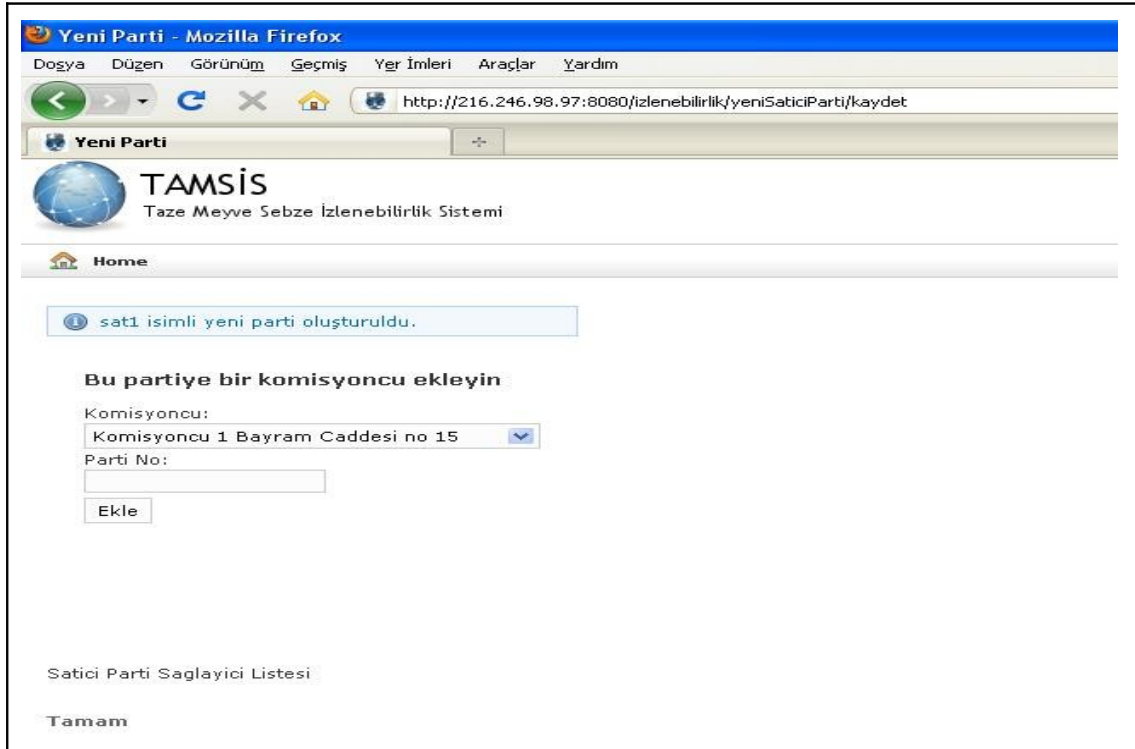 Yeni Parti - Mozilla Firefox
Dosya Düzen Görünüm Geçmiş Yer İmleri Araçlar Yardım
http://216.246.98.97:8080/izlenebilirlik/yeniSaticiParti/kaydet
Yeni Parti
TAMSİS
Taze Meyve Sebze İzlenebilirlik Sistemi
Home
sat1 isimli yeni parti oluşturuldu.
Bu partiye bir komisyoncu ekleyin
Komisyoncu:
Komisyoncu 1 Bayram Caddesi no 15
Parti No:
Ekle
Satici Parti Saglayici Listesi
Tamam